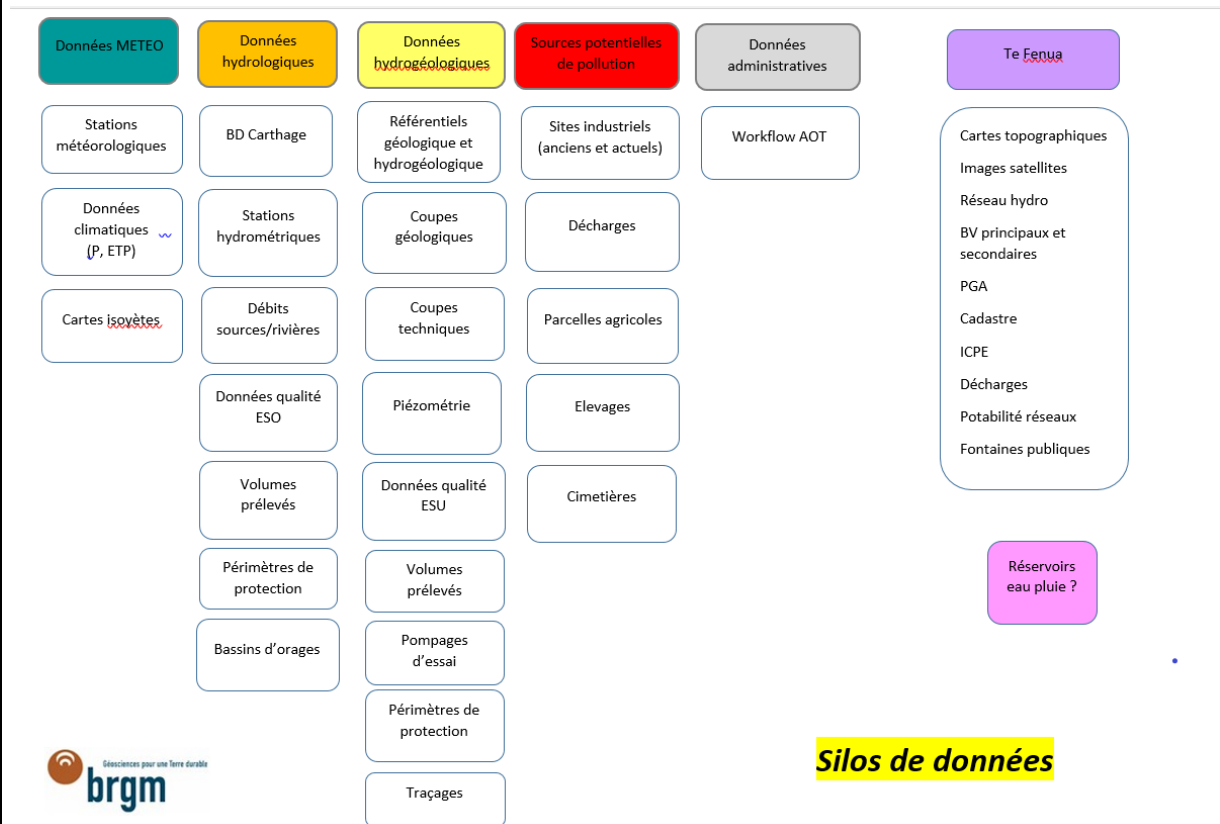 Données METEO
Stations
météorologiques
Données
climatiques
(P, ETP)
Cartes isoyètes
Données
hydrologiques
BD Carthage
Stations
hydrométriques
Débits
sources/rivières
Données qualité
ESO
Volumes
prélevés
Périmètres de
protection
Bassins d’orages
Données
hydrogéologiques
Référentiels
géologique et
hydrogéologique
Coupes
géologiques
Coupes
techniques
Piézométrie
Données qualité
ESU
Volumes
prélevés
Pompages
d’essai
Périmètres de
protection
Traçages
Sources potentielles
de pollution
Sites industriels
(anciens et actuels)
Décharges
Parcelles agricoles
Elevages
Cimetières
Données
administratives
Workflow AOT
Te Fenua
Cartes topographiques
Images satellites
Réseau hydro
BV principaux et
secondaires
PGA
Cadastre
ICPE
Décharges
Potabilité réseaux
Fontaines publiques
Réservoirs
eau pluie ?
Silos de données
Géosciences pour une Terre durable
brgm